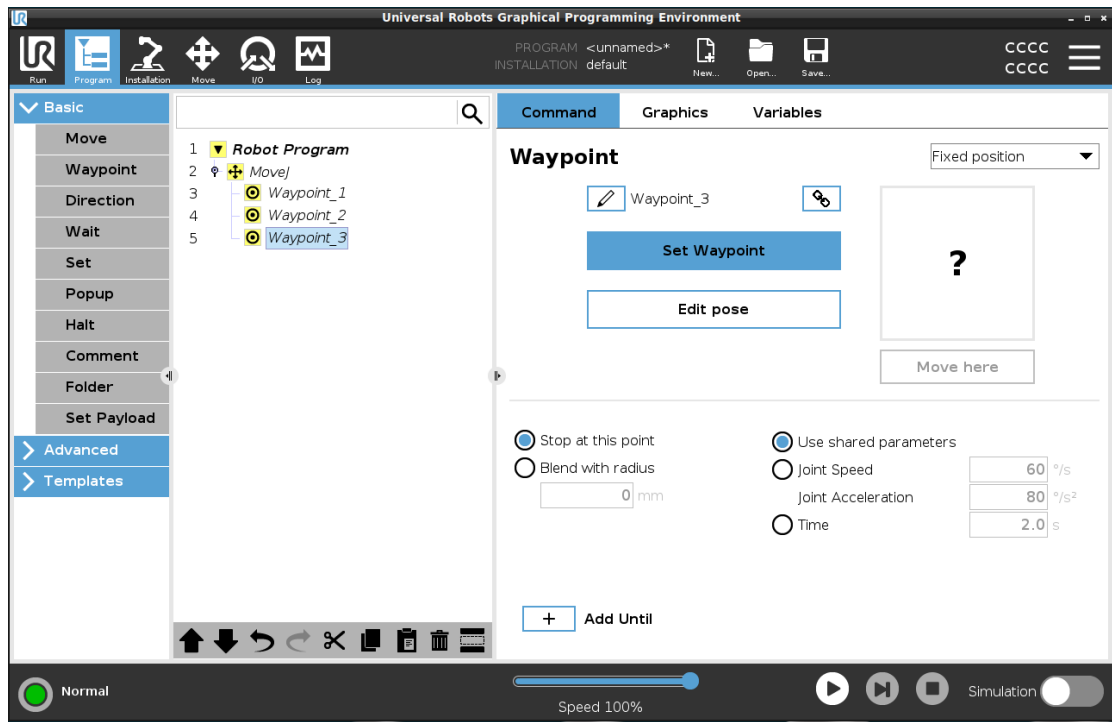 Universal Robots Graphical Programming Environment
UR
Run
Program
Installation
Move
I/O
Log
PROGRAM <unnamed>*
INSTALLATION default
New...
Open...
Save...
CCCC
CCCC
Basic
Move
Waypoint
Direction
Wait
Set
Popup
Halt
Comment
Folder
Set Payload
Advanced
Templates
1 Robot Program
2 MoveJ
3 Waypoint_1
4 Waypoint_2
5 Waypoint_3
Command Graphics Variables
Waypoint
Fixed position
Waypoint_3
Set Waypoint
Edit pose
?
Move here
Stop at this point
Blend with radius
0 mm
Use shared parameters
Joint Speed 60 °/s
Joint Acceleration 80 °/s²
Time 2.0 s
+ Add Until
Normal
Speed 100%
Simulation